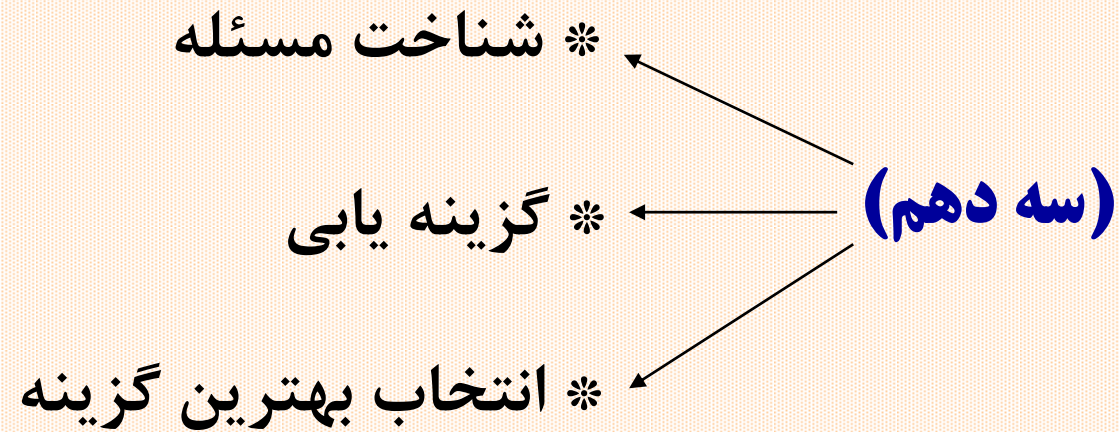 ❊ شناخت مسئله
(سه دهم)
❊ گزینه یابی
❊ انتخاب بهترین گزینه